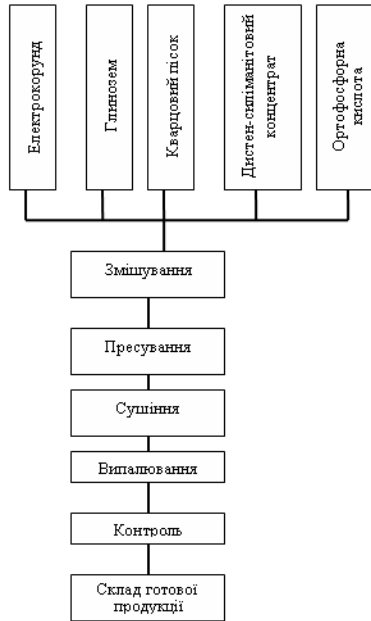 Електрокорунд
Глинозем
Кварцовий пісок
Дистен-силіманітовий
концентрат
Ортофосфорна
кислота
Змішування
Пресування
Сушіння
Випалювання
Контроль
Склад готової
продукції